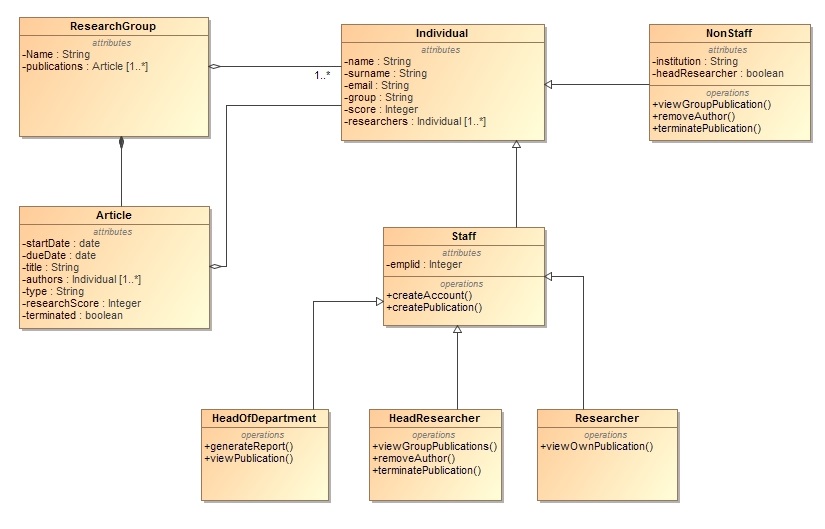 ResearchGroup
attributes
-Name : String
-publications : Article [1..*]
Individual
attributes
-name : String
-surname : String
-email : String
-group : String
-score : Integer
-researchers : Individual [1..*]
1..*
NonStaff
attributes
-institution : String
-headResearcher : boolean
operations
+viewGroupPublication()
+removeAuthor()
+terminatePublication()
Article
attributes
-startDate : date
-dueDate : date
-title : String
-authors : Individual [1..*]
-type : String
-researchScore : Integer
-terminated : boolean
Staff
attributes
-emplid : Integer
operations
+createAccount()
+createPublication()
HeadOfDepartment
operations
+generateReport()
+viewPublication()
HeadResearcher
operations
+viewGroupPublications()
+removeAuthor()
+terminatePublication()
Researcher
operations
+viewOwnPublication()